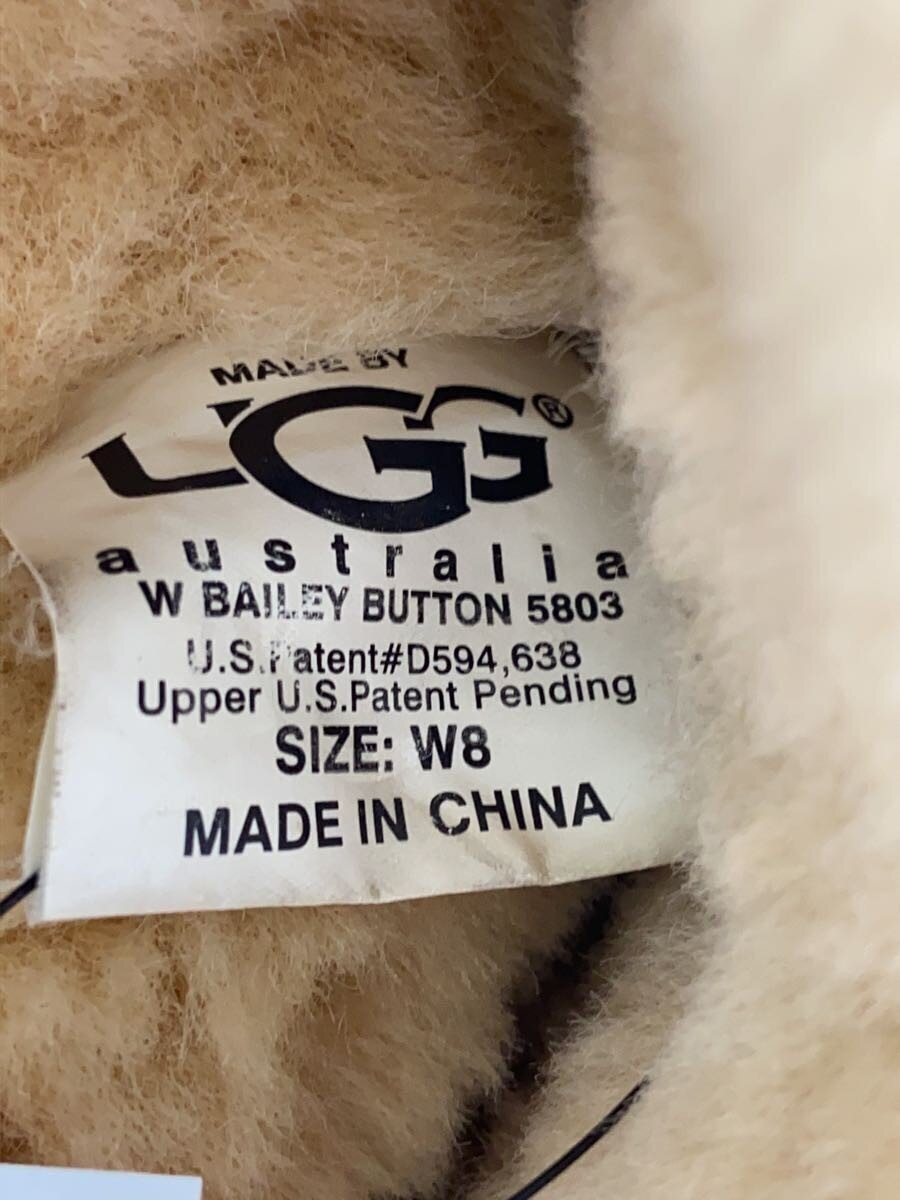 MADE BY
UGG®
australia
W BAILEY BUTTON 5803
U.S.Patent#D594,638
Upper U.S.Patent Pending
SIZE: W8
MADE IN CHINA